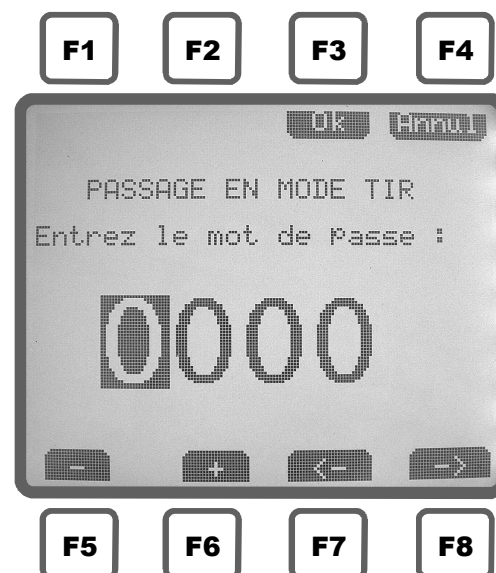 F1 F2 F3 F4
Ok Annul
PASSAGE EN MODE TIR
Entrez le mot de passe :
0000
- + <- ->
F5 F6 F7 F8